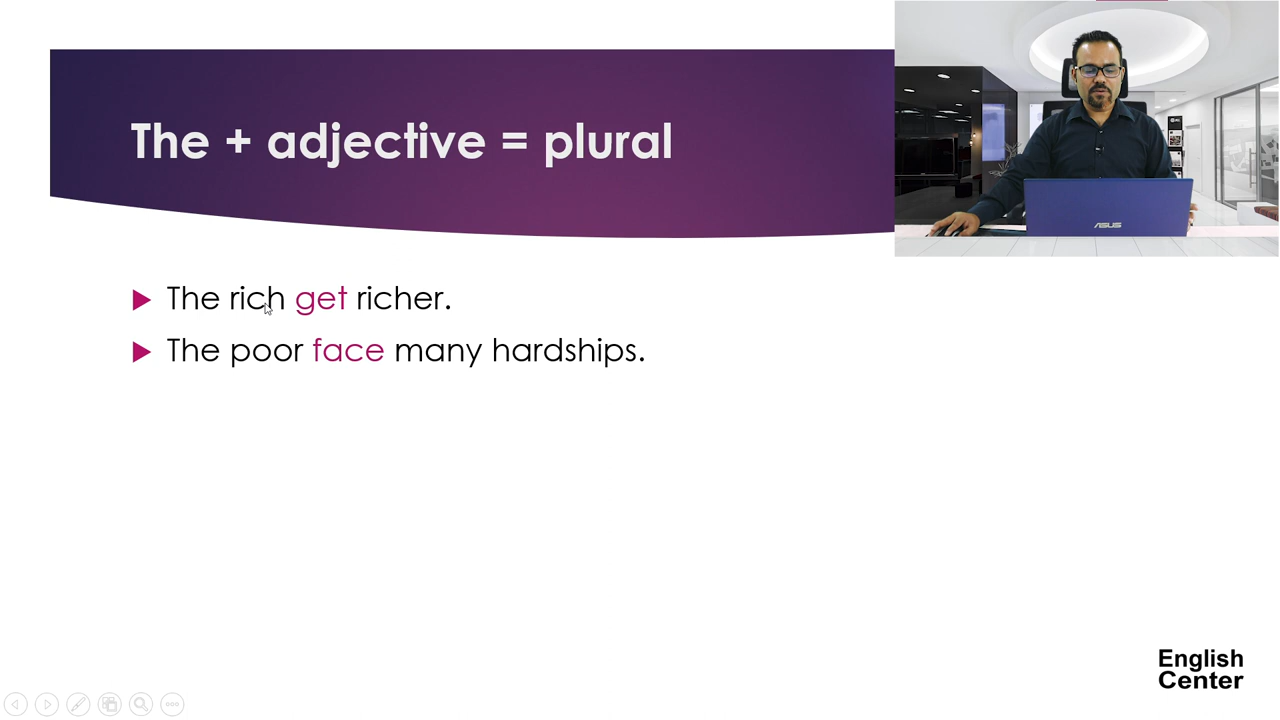 The + adjective = plural
The rich get richer.
The poor face many hardships.
ASUS
English
Center